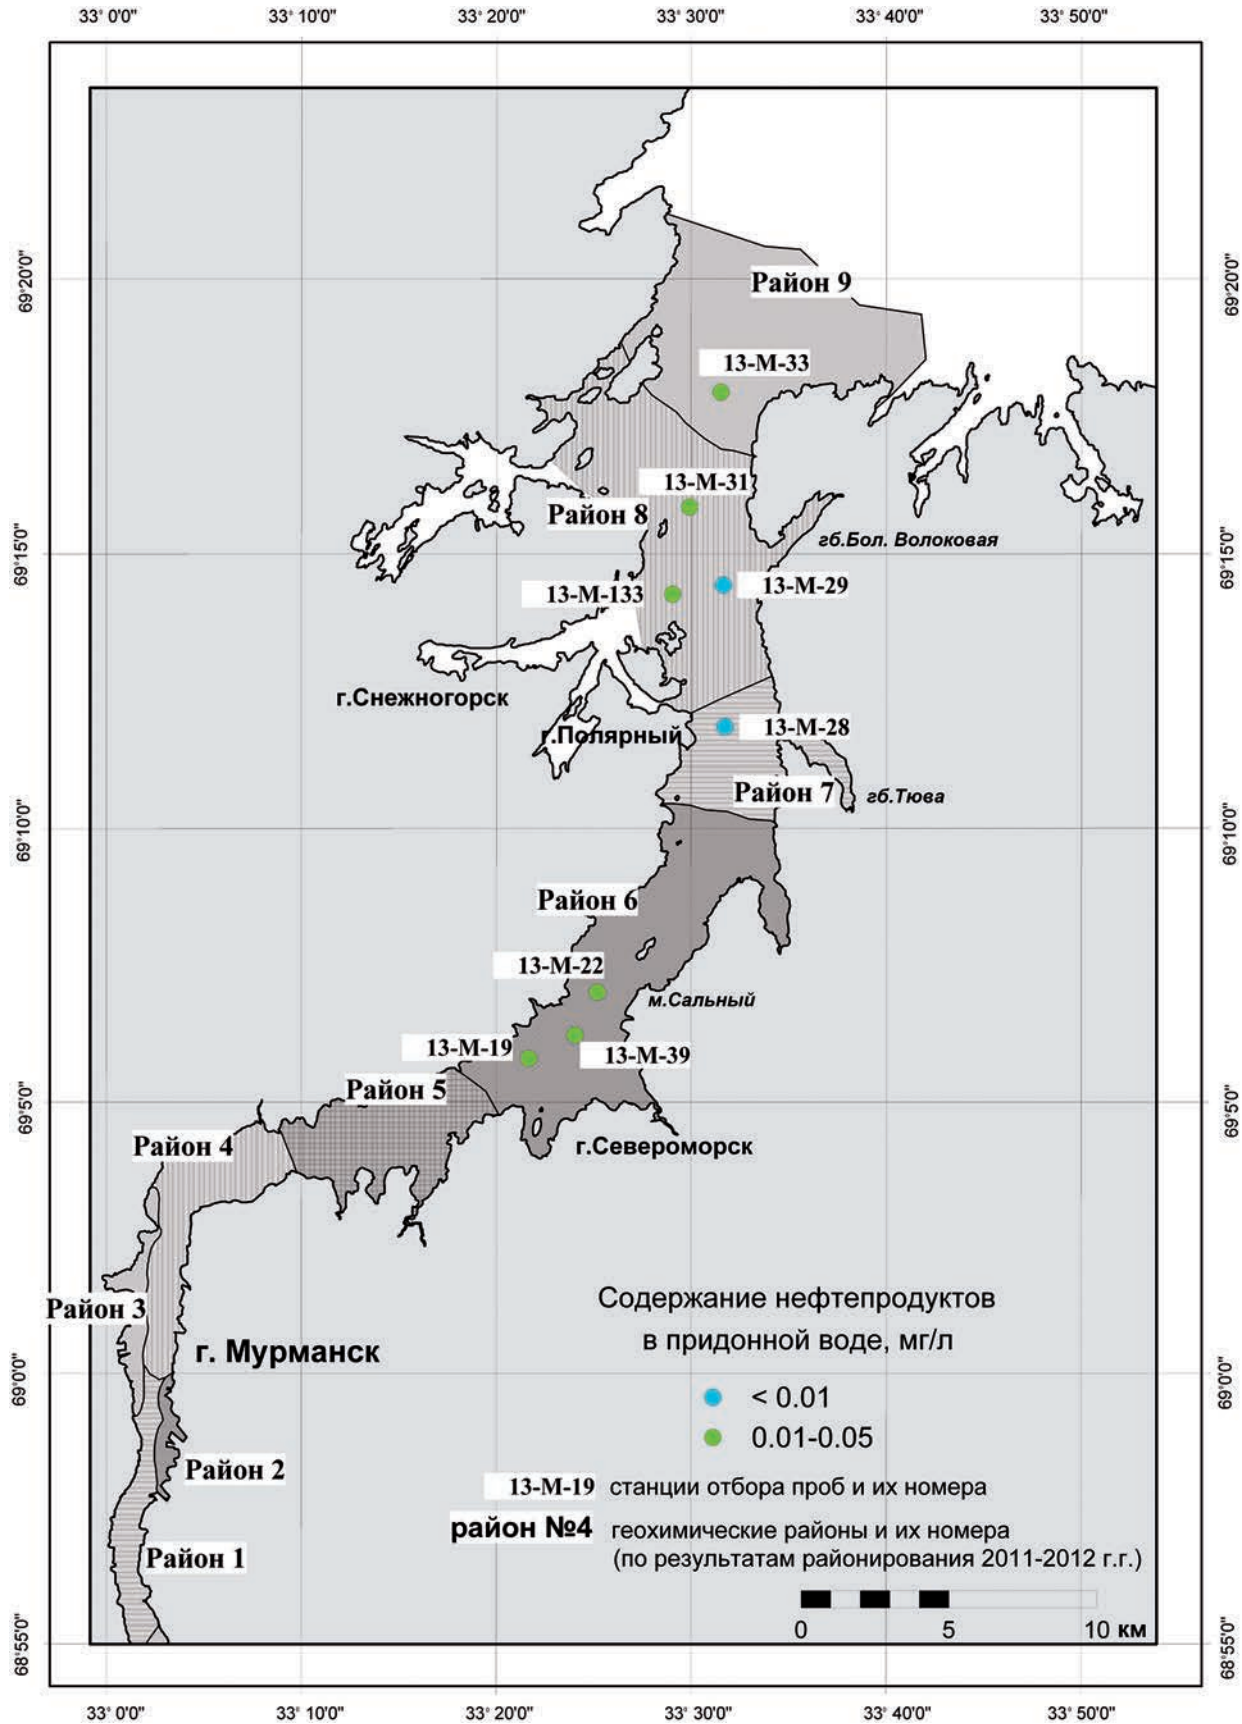 33° 0'0"
33° 10'0"
33° 20'0"
33° 30'0"
33° 40'0"
33° 50'0"
69°20'0"
69°20'0"
Район 9
13-М-33
13-М-31
Район 8
гб.Бол. Волоковая
69°15'0"
69°15'0"
13-М-133
13-М-29
г.Снежногорск
г.Полярный
13-М-28
Район 7
гб.Тюва
69°10'0"
69°10'0"
Район 6
13-М-22
м.Сальный
13-М-19
13-М-39
Район 5
69°5'0"
69°5'0"
Район 4
г.Североморск
Район 3
г. Мурманск
Содержание нефтепродуктов
в придонной воде, мг/л
69°0'0"
69°0'0"
< 0.01
0.01-0.05
Район 2
13-М-19 станции отбора проб и их номера
район №4 геохимические районы и их номера
(по результатам районирования 2011-2012 г.г.)
Район 1
0 5 10 км
68°55'0"
68°55'0"
33° 0'0"
33° 10'0"
33° 20'0"
33° 30'0"
33° 40'0"
33° 50'0"